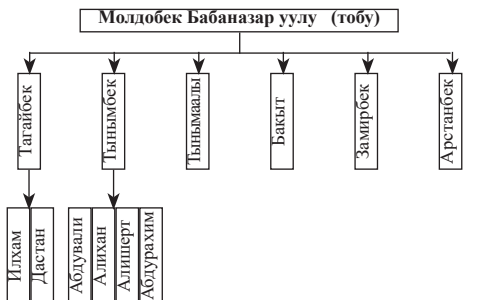 Молдобек Бабаназар уулу (тобу)
Тагайбек
Тынымбек
Тынымаалы
Бакыт
Замирбек
Арстанбек
Илхам
Дастан
Абдували
Алихан
Алишерт
Абдурахим